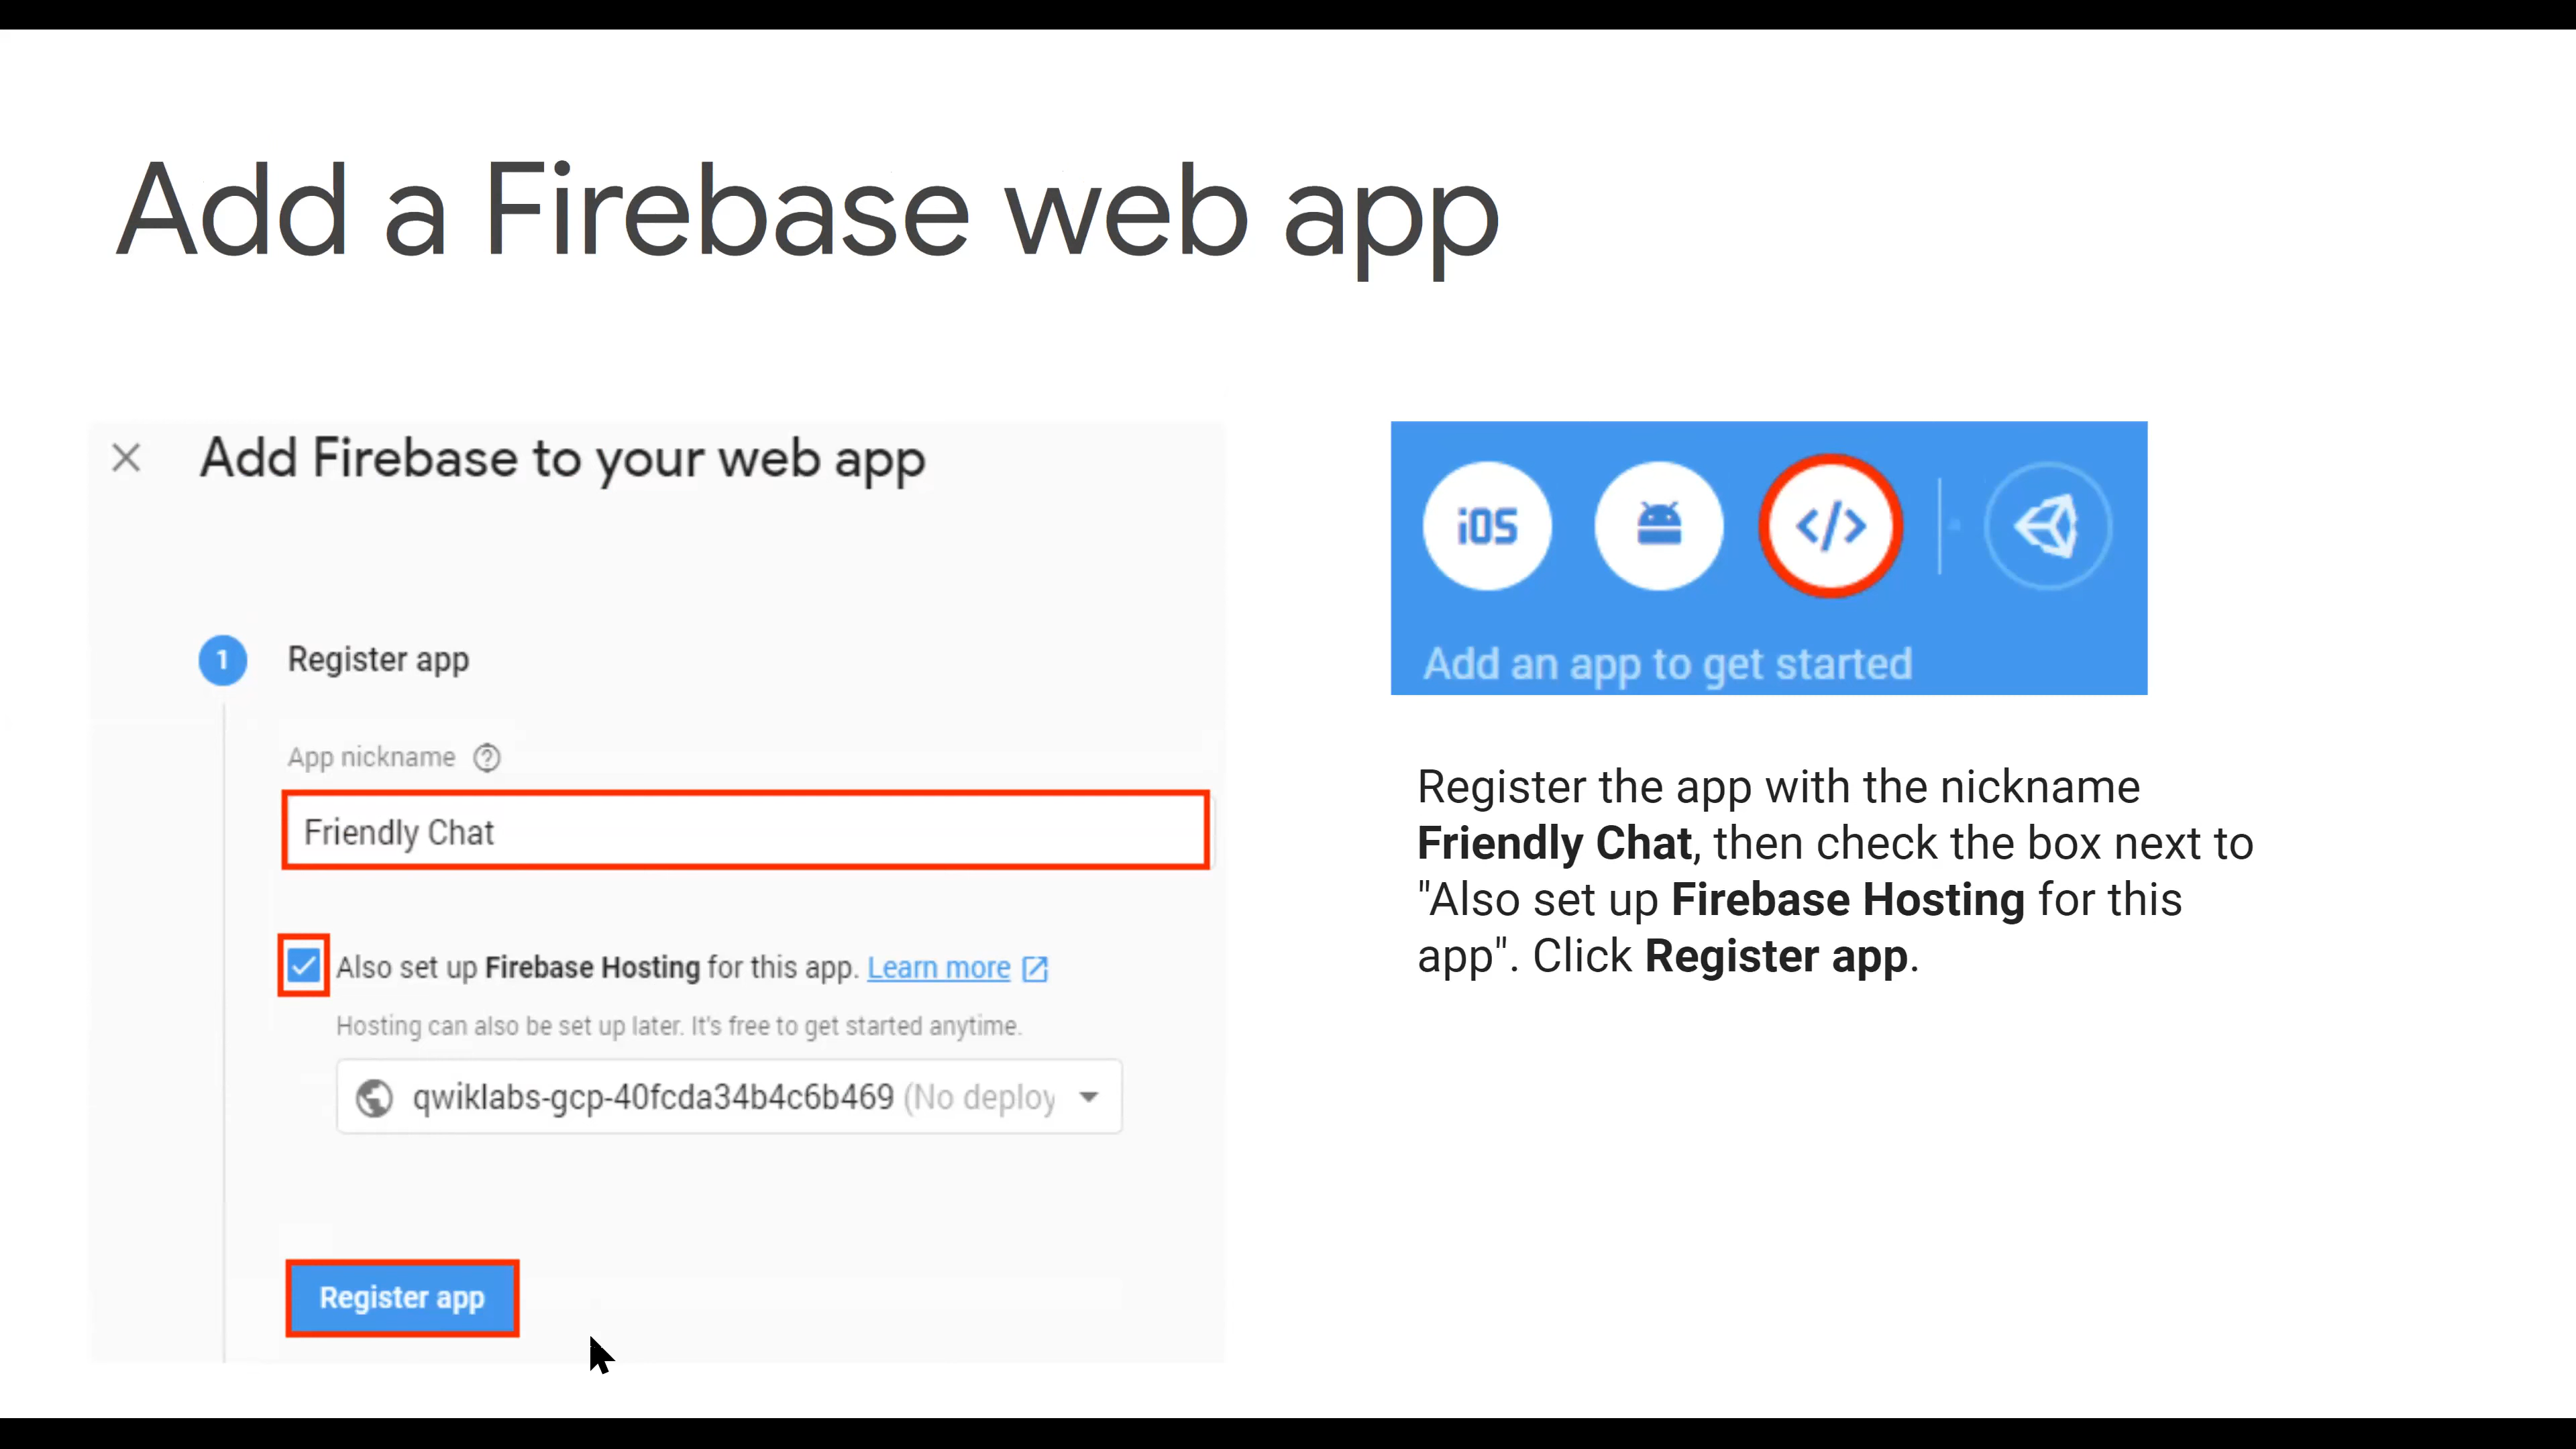 Add a Firebase web app
Add Firebase to your web app
1 Register app
App nickname
Friendly Chat
Also set up Firebase Hosting for this app. Learn more
Hosting can also be set up later. It's free to get started anytime.
qwiklabs-gcp-40fcda34b4c6b469 (No deploy
Register app
iOS </>
Add an app to get started
Register the app with the nickname
Friendly Chat, then check the box next to
"Also set up Firebase Hosting for this
app". Click Register app.